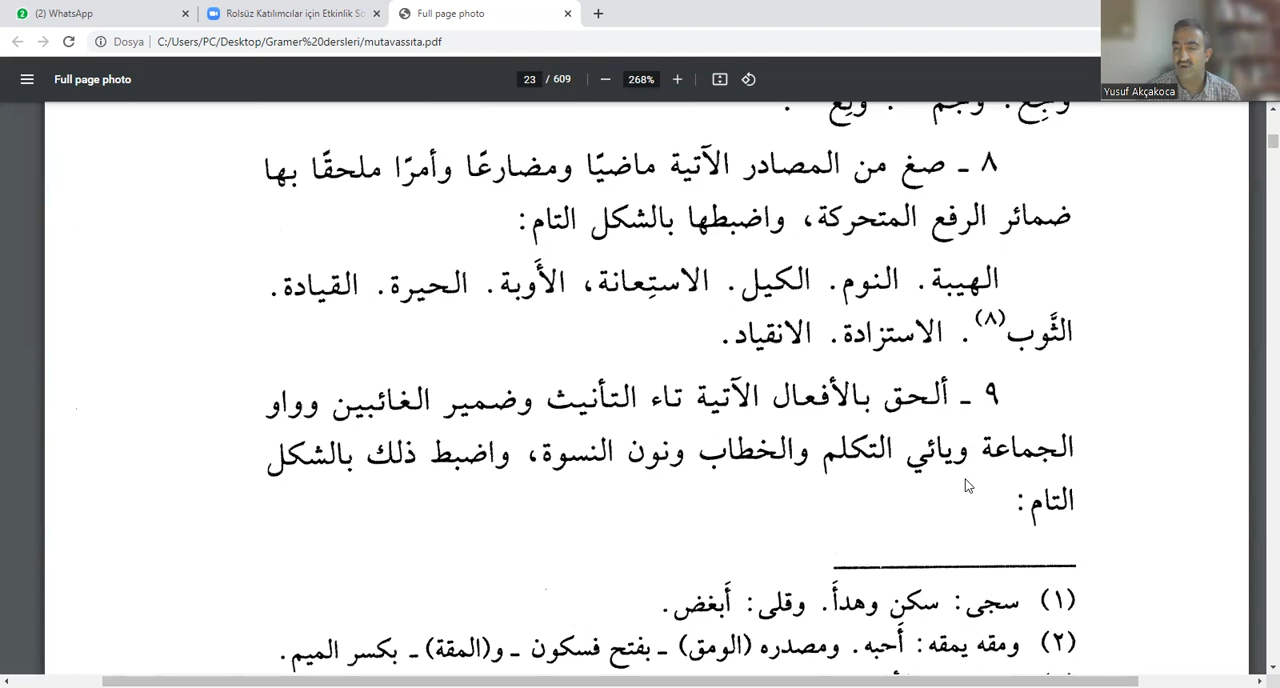 (2) WhatsApp
Rolsüz Katılımcılar için Etkinlik Sö
Full page photo
Dosya
C:/Users/PC/Desktop/Gramer%20dersleri/mutavassıta.pdf
Full page photo
23 / 609
268%
Yusuf Akçakoca
٨ ـ صغ من المصادر الآتية ماضيًا ومضارعًا وأمرًا ملحقًا بها
ضمائر الرفع المتحركة، واضبطها بالشكل التام:
الهيبة. النوم. الكيل. الاستِعانة، الأَوبة. الحيرة. القيادة.
الثَّوب(٨). الاستزادة. الانقياد.
٩ ـ ألحق بالأفعال الآتية تاء التأنيث وضمير الغائبين وواو
الجماعة ويائي التكلم والخطاب ونون النسوة، واضبط ذلك بالشكل
التام:
(١) سجى: سكن وهدأَ. وقلى: أَبغض.
(٢) ومقه يمقه: أَحبه. ومصدره (الومق) ـ بفتح فسكون ـ و(المقة) ـ بكسر الميم.